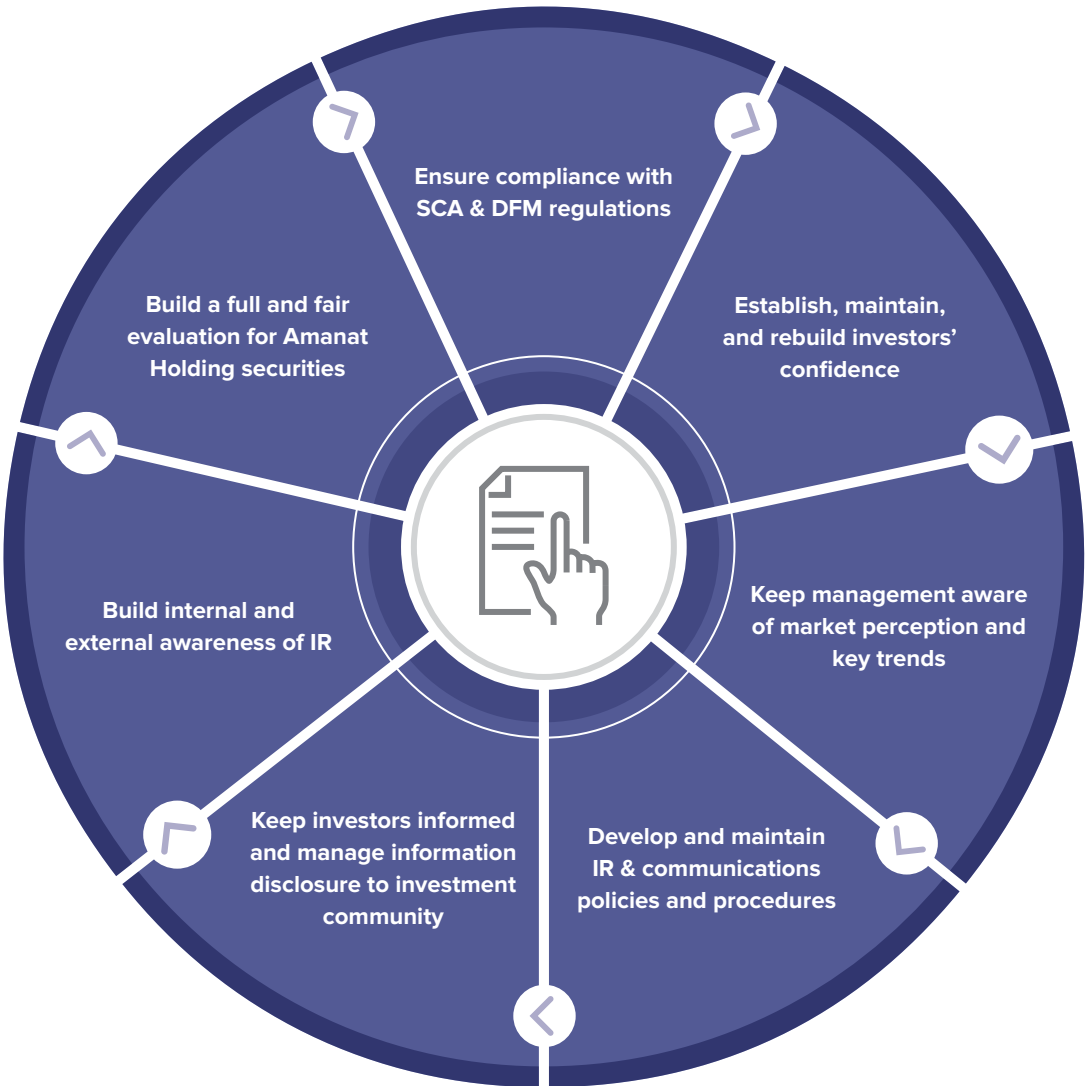 Ensure compliance with
SCA & DFM regulations
Establish, maintain,
and rebuild investors’
confidence
Keep management aware
of market perception and
key trends
Develop and maintain
IR & communications
policies and procedures
Keep investors informed
and manage information
disclosure to investment
community
Build internal and
external awareness of IR
Build a full and fair
evaluation for Amanat
Holding securities